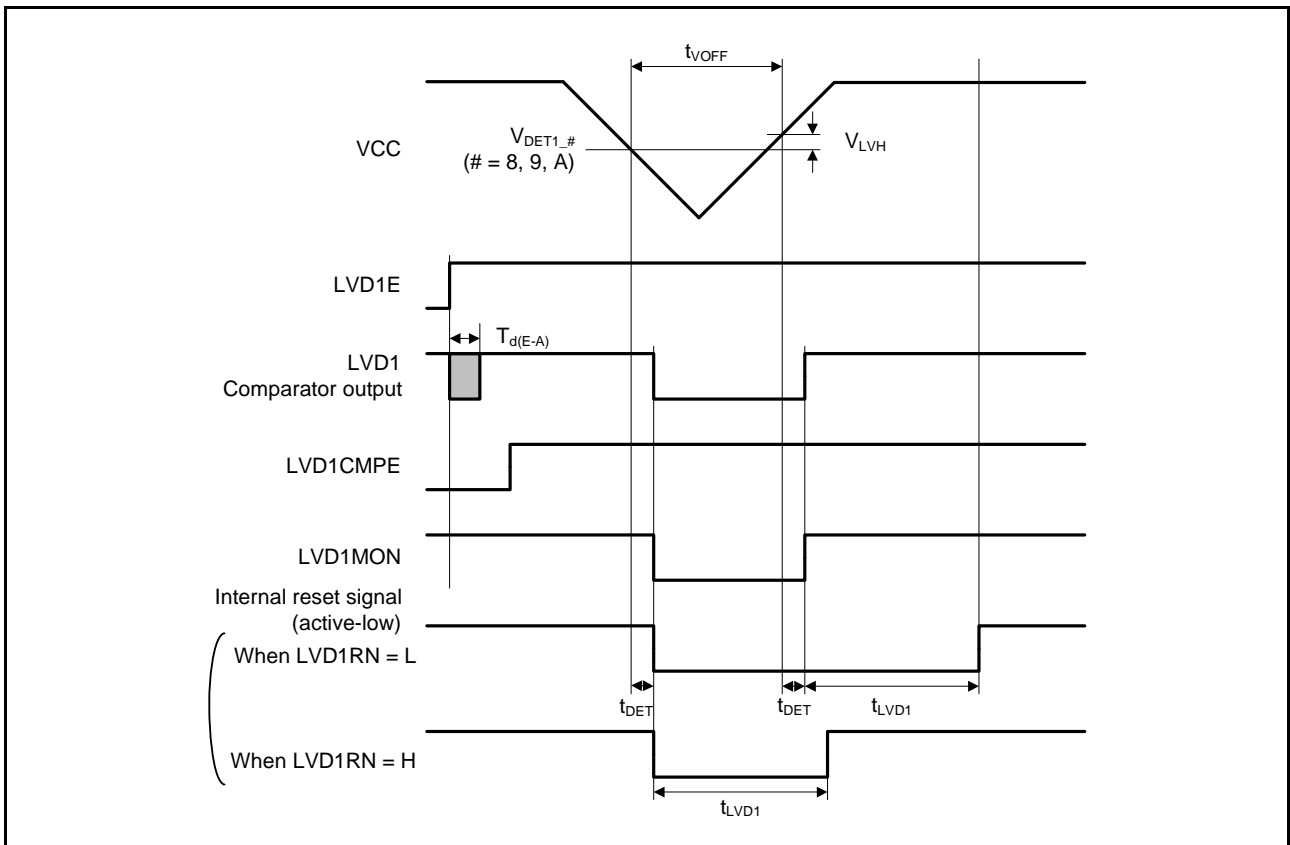 tVOFF
VCC
VDET1_#
(# = 8, 9, A)
VLVH
LVD1E
Td(E-A)
LVD1
Comparator output
LVD1CMPE
LVD1MON
Internal reset signal
(active-low)
When LVD1RN = L
tDET
tDET
tLVD1
When LVD1RN = H
tLVD1